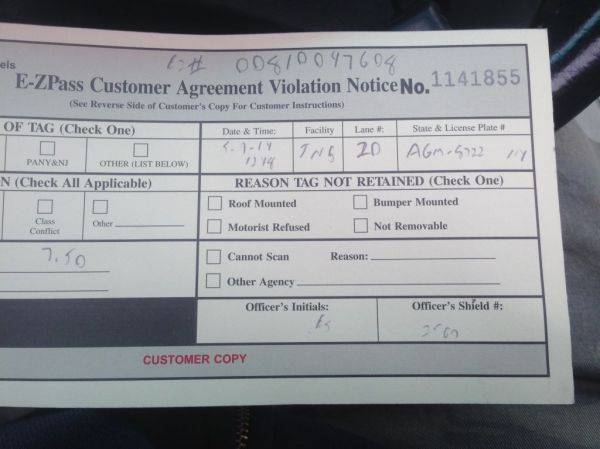 els
00810047608
E-ZPass Customer Agreement Violation Notice No. 1141855
(See Reverse Side of Customer's Copy For Customer Instructions)
OF TAG (Check One)
PANY&NJ
OTHER (LIST BELOW)
Date & Time:
Facility
Lane #:
State & License Plate #
20
N (Check All Applicable)
Class Conflict
Other
7.50
REASON TAG NOT RETAINED (Check One)
Roof Mounted
Bumper Mounted
Motorist Refused
Not Removable
Cannot Scan
Reason:
Other Agency
Officer's Initials:
Officer's Shield #:
CUSTOMER COPY